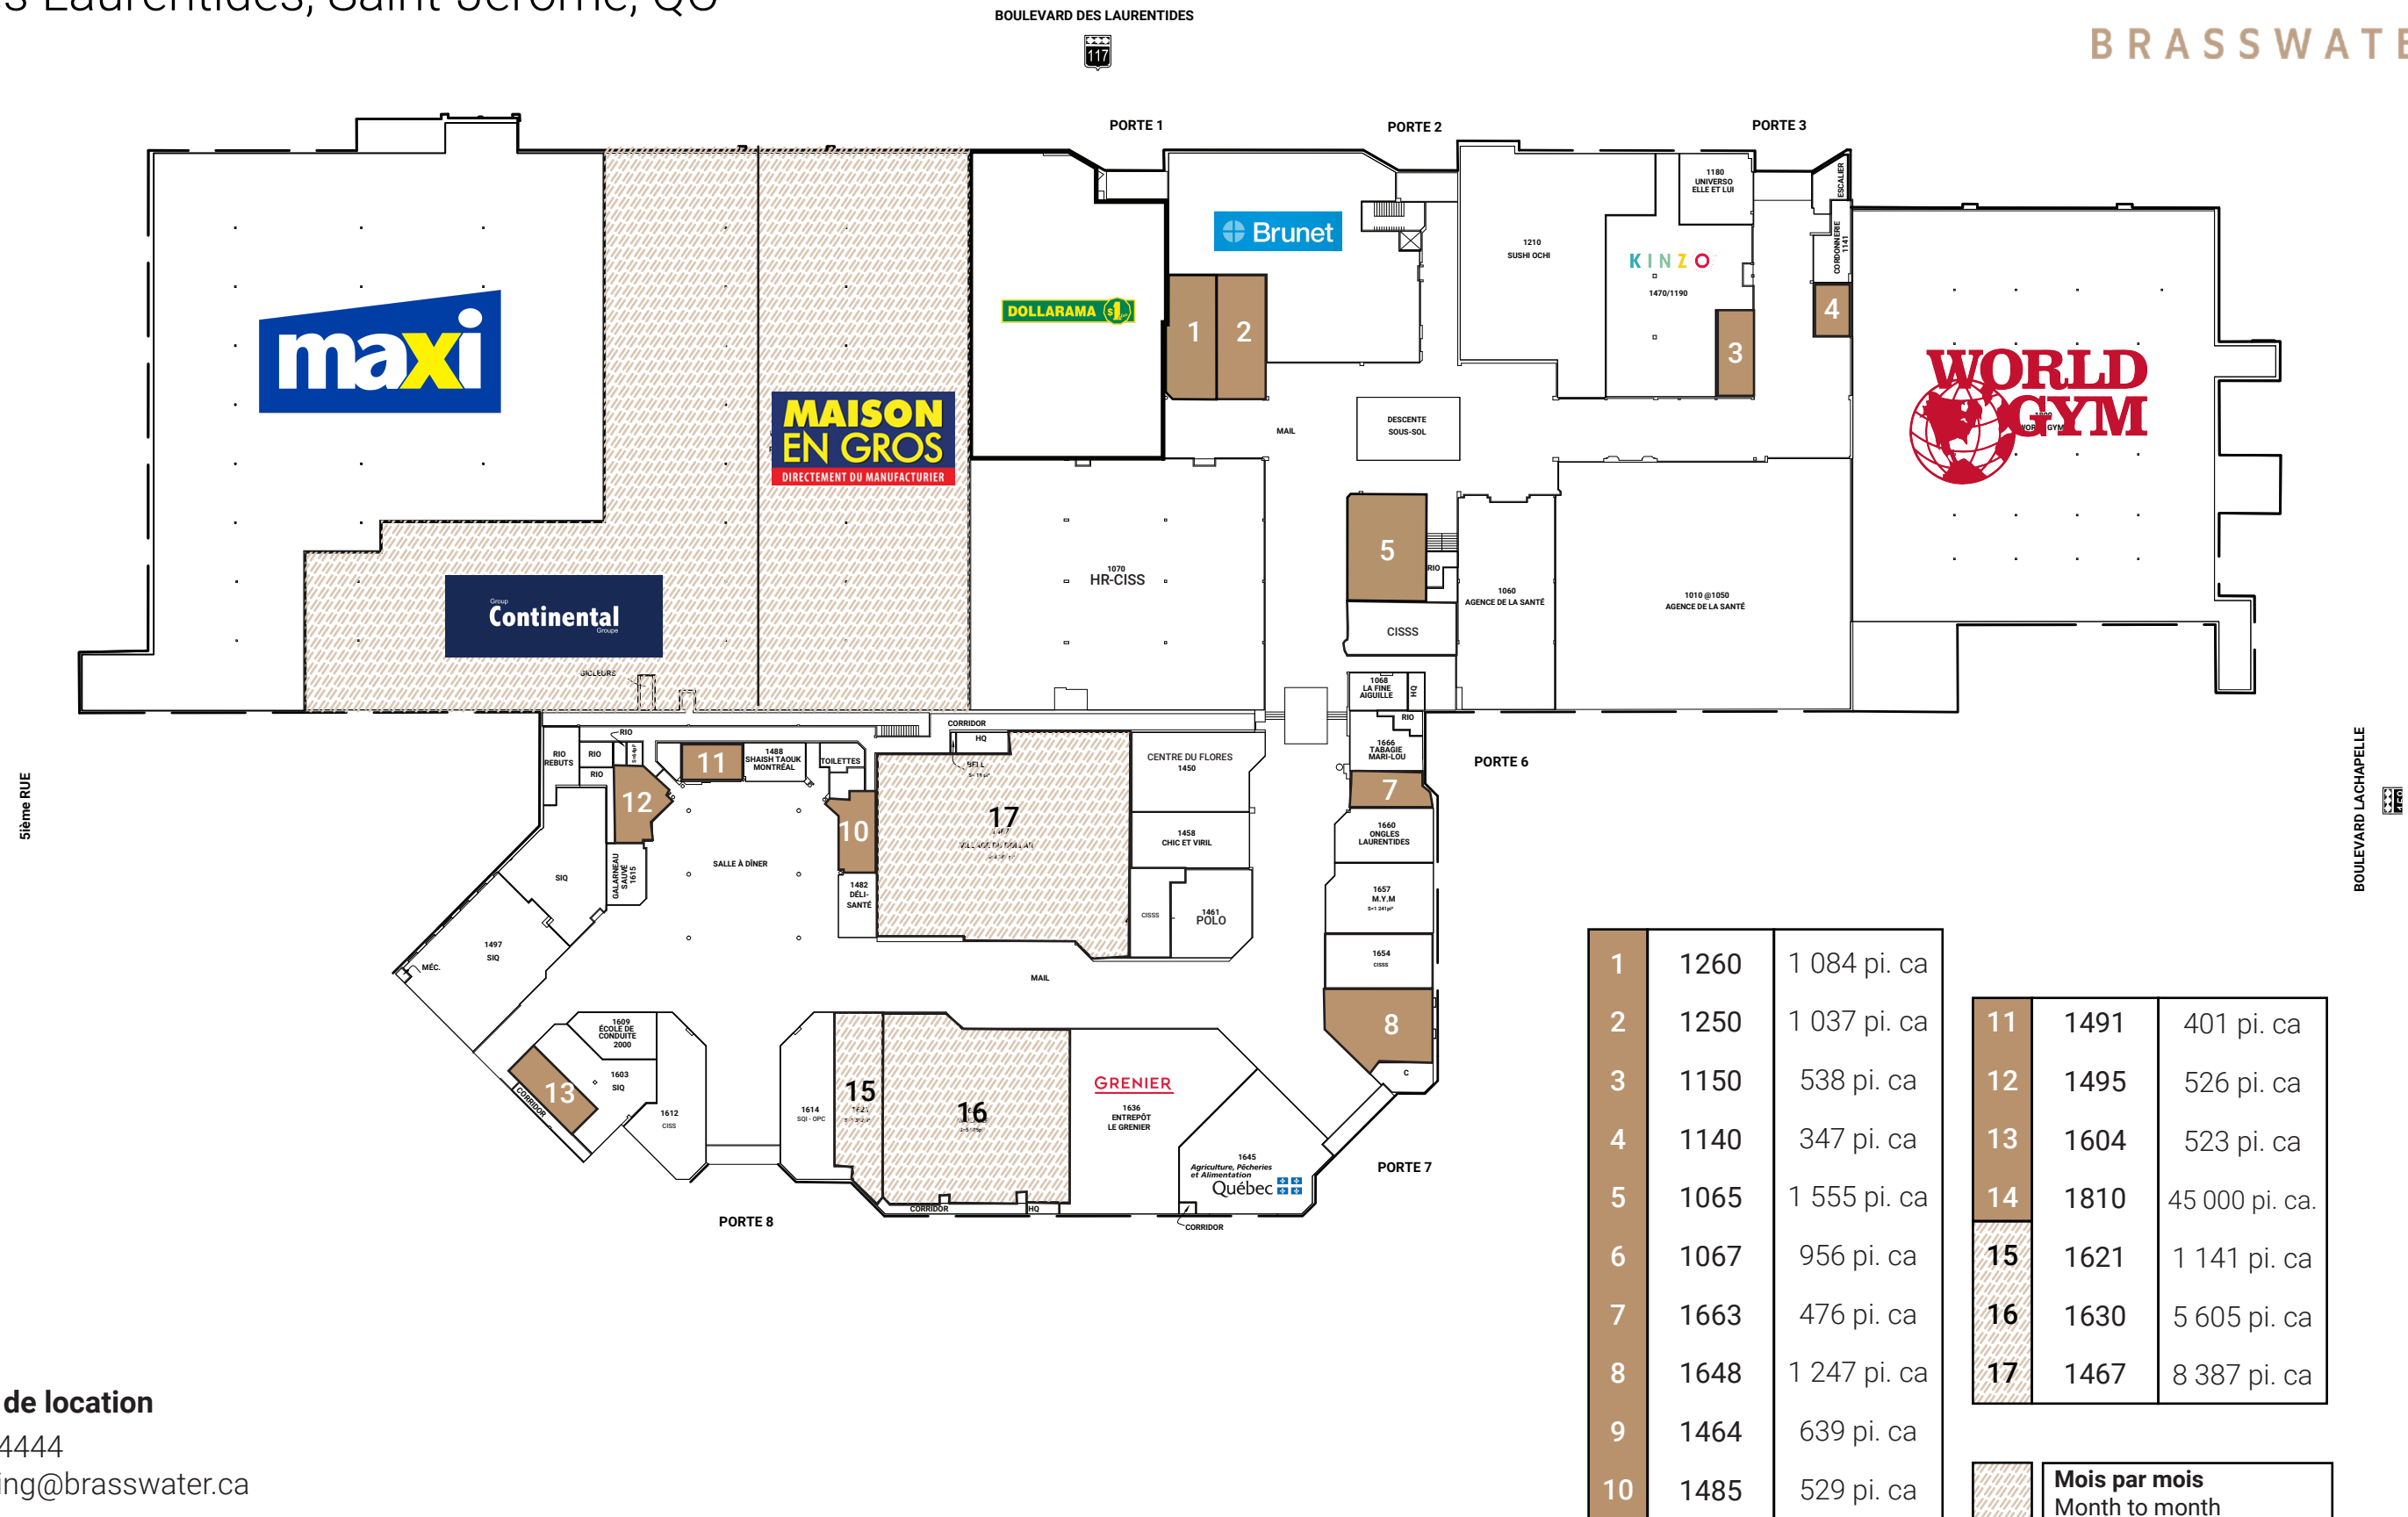 es Laurentides, Saint-Jérôme, QC
BOULEVARD DES LAURENTIDES
117
BRASSWATE
PORTE 1
PORTE 2
PORTE 3
maxi
MAISON
EN GROS
DIRECTEMENT DU MANUFACTURIER
Group
Continental
Groupe
GICLEURS
DOLLARAMA $1
Brunet
1
2
1210
SUSHI OCHI
1180
UNIVERSO
ELLE ET LUI
KINZO
1470/1190
3
ESCALIER
CORDONNERIE
1141
4
WORLD
GYM
MAIL
DESCENTE
SOUS-SOL
1070
HR-CISS
5
RIO
CISSS
1060
AGENCE DE LA SANTÉ
1010 @1050
AGENCE DE LA SANTÉ
1068
LA FINE
AIGUILLE
HQ
RIO
1666
TABAGIE
MARI-LOU
PORTE 6
7
1660
ONGLES
LAURENTIDES
1657
M.Y.M
S=1 241pi²
1654
CISSS
8
C
PORTE 7
5ième RUE
BOULEVARD LACHAPELLE
CORRIDOR
HQ
BELL
RIO
REBUTS
RIO
RIO
RIO
11
1488
SHAISH TAOUK
MONTRÉAL
TOILETTES
12
10
17
CENTRE DU FLORES
1450
1458
CHIC ET VIRIL
CISSS
1461
POLO
SALLE À DÎNER
1482
DÉLI-
SANTÉ
GALARNEAU
SAUVÉ
1615
SIQ
1497
SIQ
MÉC.
MAIL
1609
ÉCOLE DE
CONDUITE
2000
1603
SIQ
13
CORRIDOR
1612
CISS
1614
SQI - OPC
15
16
GRENIER
1636
ENTREPÔT
LE GRENIER
1645
Agriculture, Pêcheries
et Alimentation
Québec
CORRIDOR
HQ
CORRIDOR
PORTE 8
1 1260 1 084 pi. ca
2 1250 1 037 pi. ca
3 1150 538 pi. ca
4 1140 347 pi. ca
5 1065 1 555 pi. ca
6 1067 956 pi. ca
7 1663 476 pi. ca
8 1648 1 247 pi. ca
9 1464 639 pi. ca
10 1485 529 pi. ca
11 1491 401 pi. ca
12 1495 526 pi. ca
13 1604 523 pi. ca
14 1810 45 000 pi. ca.
15 1621 1 141 pi. ca
16 1630 5 605 pi. ca
17 1467 8 387 pi. ca
Mois par mois
Month to month
de location
4444
ing@brasswater.ca